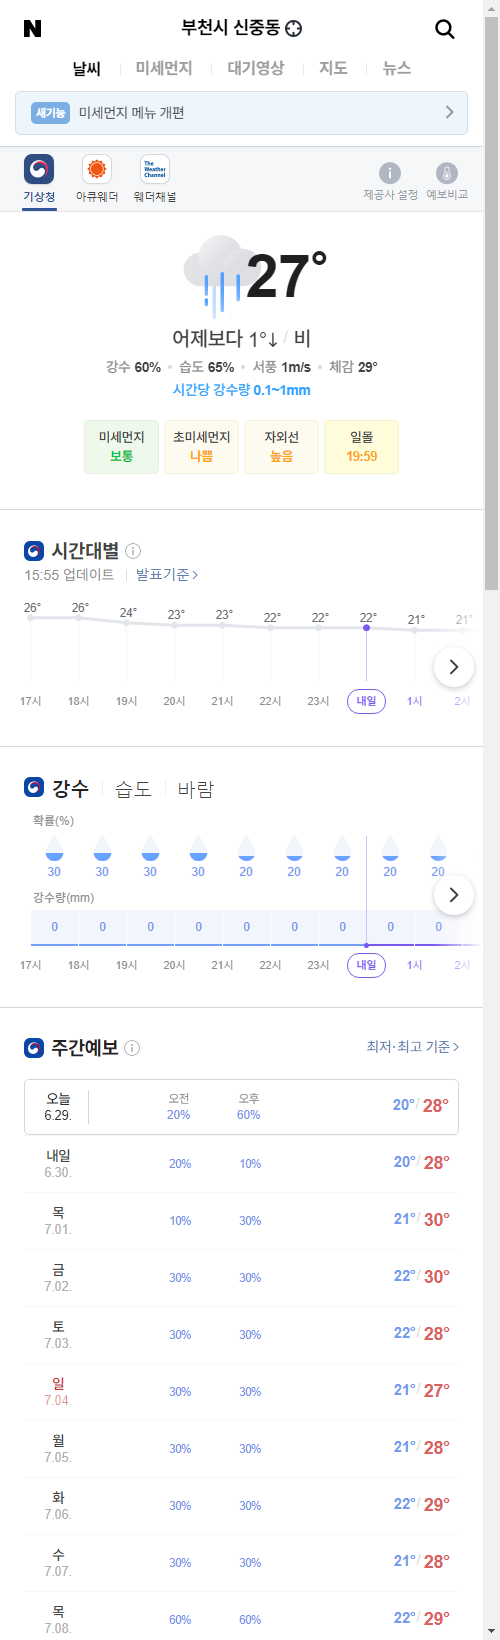 N 부천시 신중동
날씨 미세먼지 대기영상 지도 뉴스
새기능 미세먼지 메뉴 개편
The Weather Channel
기상청 아큐웨더 웨더채널 제공사 설정 예보비교
27°
어제보다 1°↓ / 비
강수 60% • 습도 65% • 서풍 1m/s • 체감 29°
시간당 강수량 0.1~1mm
미세먼지 초미세먼지 자외선 일몰
보통 나쁨 높음 19:59
시간대별
15:55 업데이트 발표기준 >
26° 26° 24° 23° 23° 22° 22° 22° 21° 21°
17시 18시 19시 20시 21시 22시 23시 내일 1시 2시
강수 습도 바람
확률(%)
30 30 30 30 20 20 20 20 20
강수량(mm)
0 0 0 0 0 0 0 0 0
17시 18시 19시 20시 21시 22시 23시 내일 1시 2시
주간예보 최저·최고 기준 >
오늘 오전 오후
6.29. 20% 60% 20°/ 28°
내일
6.30. 20% 10% 20°/ 28°
목
7.01. 10% 30% 21°/ 30°
금
7.02. 30% 30% 22°/ 30°
토
7.03. 30% 30% 22°/ 28°
일
7.04. 30% 30% 21°/ 27°
월
7.05. 30% 30% 21°/ 28°
화
7.06. 30% 30% 22°/ 29°
수
7.07. 30% 30% 21°/ 28°
목
7.08. 60% 60% 22°/ 29°